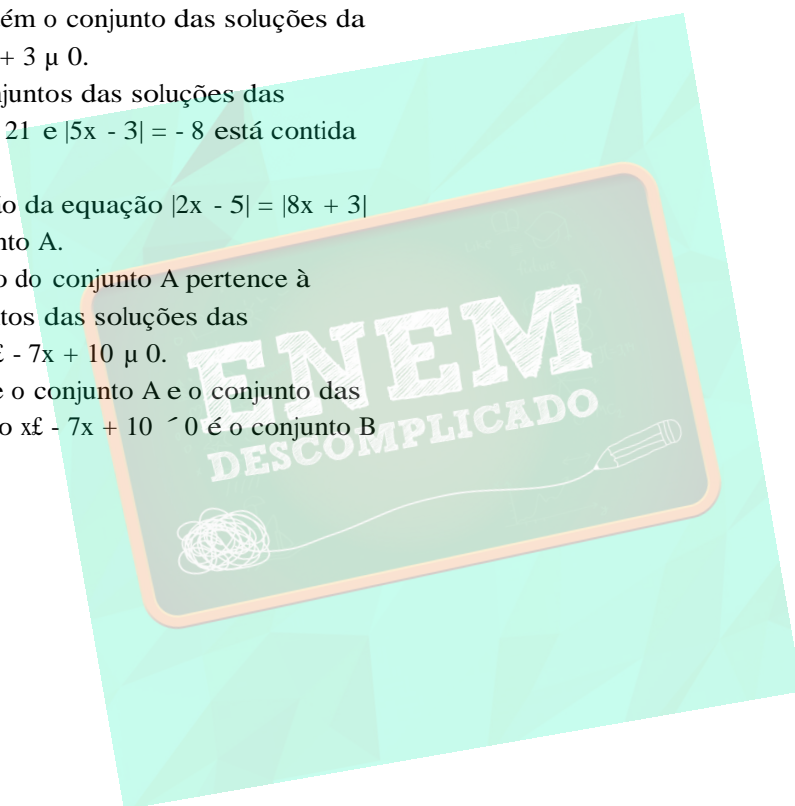 ém o conjunto das soluções da
+ 3 µ 0.
juntos das soluções das
21 e |5x - 3| = - 8 está contida
o da equação |2x - 5| = |8x + 3|
nto A.
o do conjunto A pertence à
tos das soluções das
£ - 7x + 10 µ 0.
e o conjunto A e o conjunto das
o x£ - 7x + 10 ´ 0 é o conjunto B
ENEM
DESCOMPLICADO